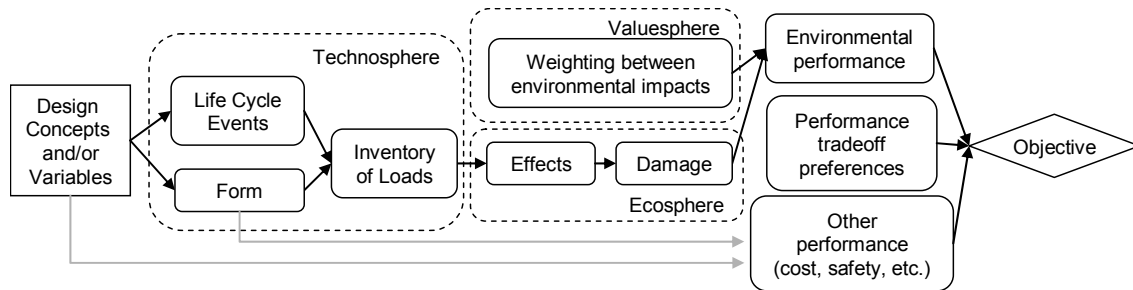 Design
Concepts
and/or
Variables
Technosphere
Life Cycle
Events
Form
Inventory
of Loads
Valuesphere
Weighting between
environmental impacts
Effects
Damage
Ecosphere
Environmental
performance
Performance
tradeoff
preferences
Other
performance
(cost, safety, etc.)
Objective